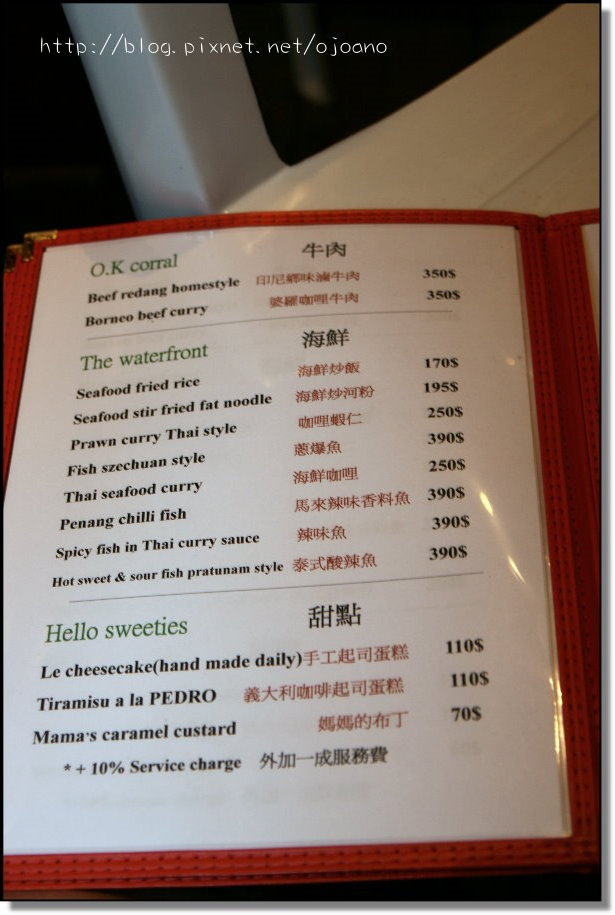 http://blog.pixnet.net/ojoano
O.K corral 牛肉
Beef redang homestyle 印尼鄉味滷牛肉 350$
Borneo beef curry 婆羅咖哩牛肉 350$
The waterfront 海鮮
Seafood fried rice 海鮮炒飯 170$
Seafood stir fried fat noodle 海鮮炒河粉 195$
Prawn curry Thai style 咖哩蝦仁 250$
Fish szechuan style 蔥爆魚 390$
Thai seafood curry 海鮮咖哩 250$
Penang chilli fish 馬來辣味香料魚 390$
Spicy fish in Thai curry sauce 辣味魚 390$
Hot sweet & sour fish pratunam style 泰式酸辣魚 390$
Hello sweeties 甜點
Le cheesecake(hand made daily)手工起司蛋糕 110$
Tiramisu a la PEDRO 義大利咖啡起司蛋糕 110$
Mama's caramel custard 媽媽的布丁 70$
* + 10% Service charge 外加一成服務費